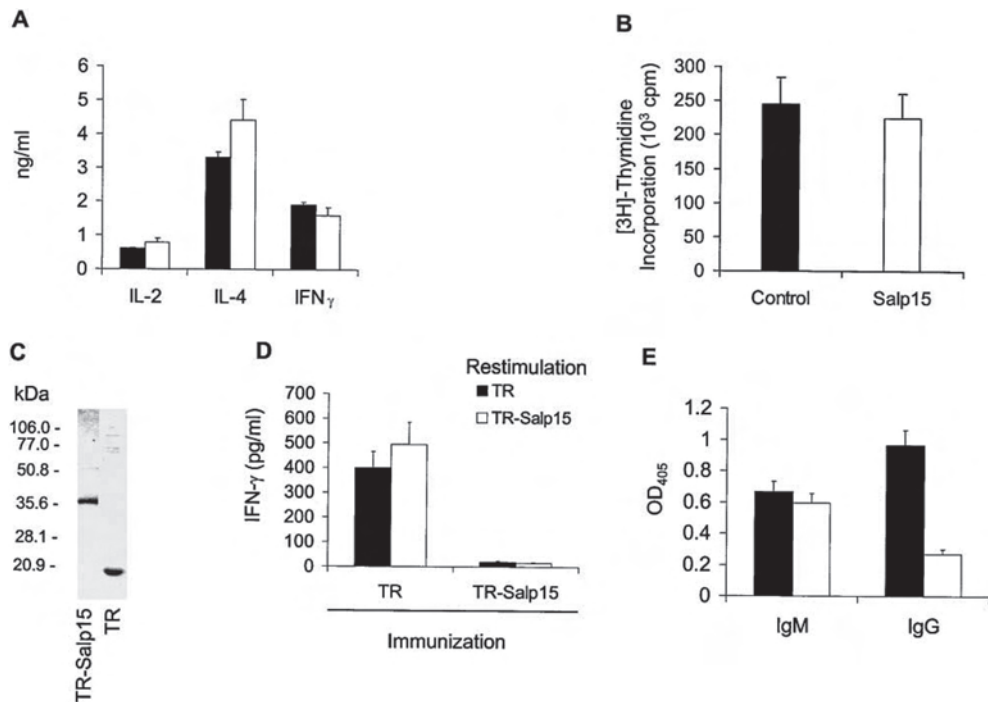 A
ng/ml
6
5
4
3
2
1
0
IL-2 IL-4 IFNγ
B
[3H]-Thymidine
Incorporation (10³ cpm)
300
250
200
150
100
50
0
Control Salp15
C
kDa
106.0 -
77.0 -
50.8 -
35.6 -
28.1 -
20.9 -
TR-Salp15
TR
D
Restimulation
TR
TR-Salp15
IFN-γ (pg/ml)
700
600
500
400
300
200
100
0
TR TR-Salp15
Immunization
E
OD₄₀₅
1.2
1
0.8
0.6
0.4
0.2
0
IgM IgG